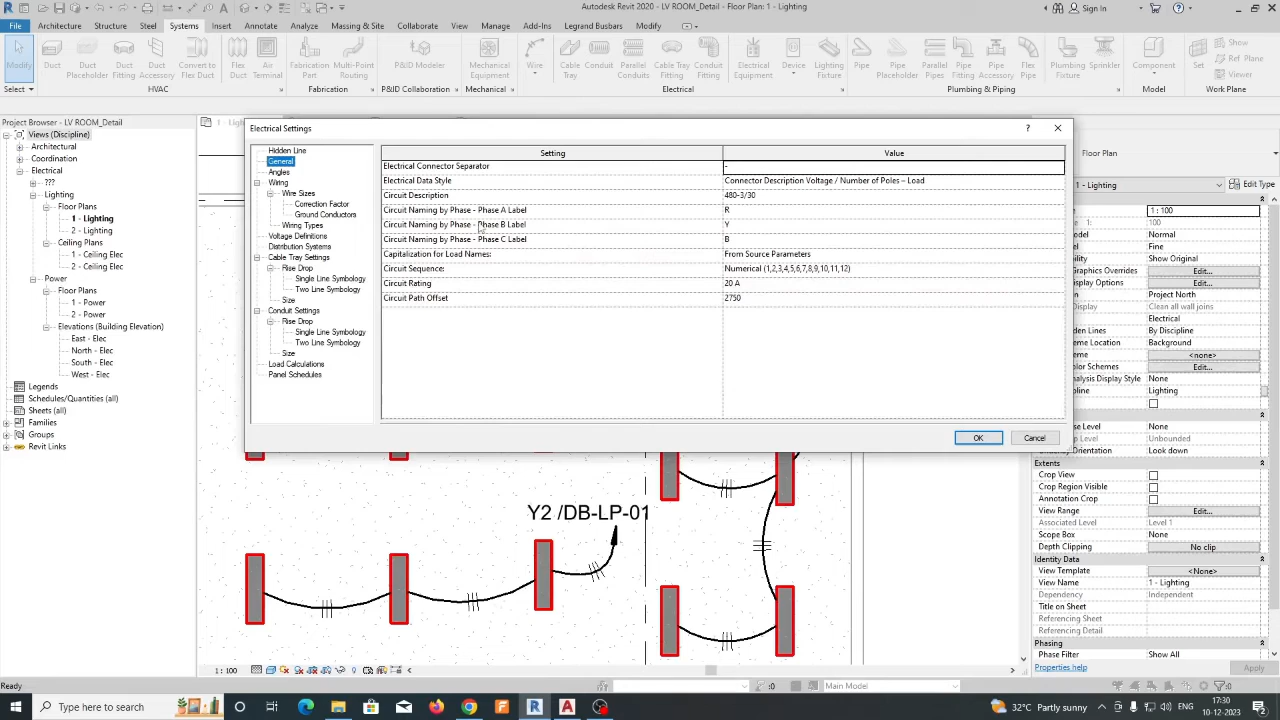 Autodesk Revit 2020 - LV ROOM_Detail - Floor Plan: 1 - Lighting
Sign In
File Architecture Structure Steel Systems Insert Annotate Analyze Massing & Site Collaborate View Manage Add-Ins Legrand Busbars Modify
Modify
Duct
Duct Placeholder
Duct Fitting
Duct Accessory
Convert to Flex Duct
Flex Duct
Air Terminal
Fabrication Part
Multi-Point Routing
P&ID Modeler
Mechanical Equipment
Wire
Cable Tray
Conduit
Parallel Conduits
Cable Tray Fitting
Conduit Fitting
Electrical Equipment
Device
Lighting Fixture
Pipe
Pipe Placeholder
Parallel Pipes
Pipe Fitting
Pipe Accessory
Flex Pipe
Plumbing Fixture
Sprinkler
Component
Set
Show
Ref Plane
Viewer
Select HVAC Fabrication P&ID Collaboration Mechanical Electrical Plumbing & Piping Model Work Plane
Project Browser - LV ROOM_Detail
Views (Discipline)
Architectural
Coordination
Electrical
???
Lighting
Floor Plans
1 - Lighting
2 - Lighting
Ceiling Plans
1 - Ceiling Elec
2 - Ceiling Elec
Power
Floor Plans
1 - Power
2 - Power
Elevations (Building Elevation)
East - Elec
North - Elec
South - Elec
West - Elec
Legends
Schedules/Quantities (all)
Sheets (all)
Families
Groups
Revit Links
Electrical Settings
?
Hidden Line
General
Angles
Wiring
Wire Sizes
Correction Factor
Ground Conductors
Wiring Types
Voltage Definitions
Distribution Systems
Cable Tray Settings
Rise Drop
Single Line Symbology
Two Line Symbology
Size
Conduit Settings
Rise Drop
Single Line Symbology
Two Line Symbology
Size
Load Calculations
Panel Schedules
Setting Value
Electrical Connector Separator -
Electrical Data Style Connector Description Voltage / Number of Poles – Load
Circuit Description 480-3/30
Circuit Naming by Phase - Phase A Label R
Circuit Naming by Phase - Phase B Label Y
Circuit Naming by Phase - Phase C Label B
Capitalization for Load Names: From Source Parameters
Circuit Sequence: Numerical (1,2,3,4,5,6,7,8,9,10,11,12)
Circuit Rating 20 A
Circuit Path Offset 2750
OK Cancel
Y2 /DB-LP-01
Floor Plan
1 - Lighting Edit Type
1 : 100
100
Normal
Fine
Show Original
Graphics Overrides Edit...
Display Options Edit...
Project North
Clean all wall joins
Electrical
By Discipline
Background
<none>
Color Schemes Edit...
Analysis Display Style None
Lighting
None
Unbounded
Look down
Extents
Crop View
Crop Region Visible
Annotation Crop
View Range Edit...
Associated Level Level 1
Scope Box None
Depth Clipping No clip
Identity Data
View Template <None>
View Name 1 - Lighting
Dependency Independent
Title on Sheet
Referencing Sheet
Referencing Detail
Phasing
Phase Filter Show All
Properties help Apply
1 : 100
Ready
:0
Main Model
:0
Type here to search
32°C Partly sunny
ENG
17:30
10-12-2023